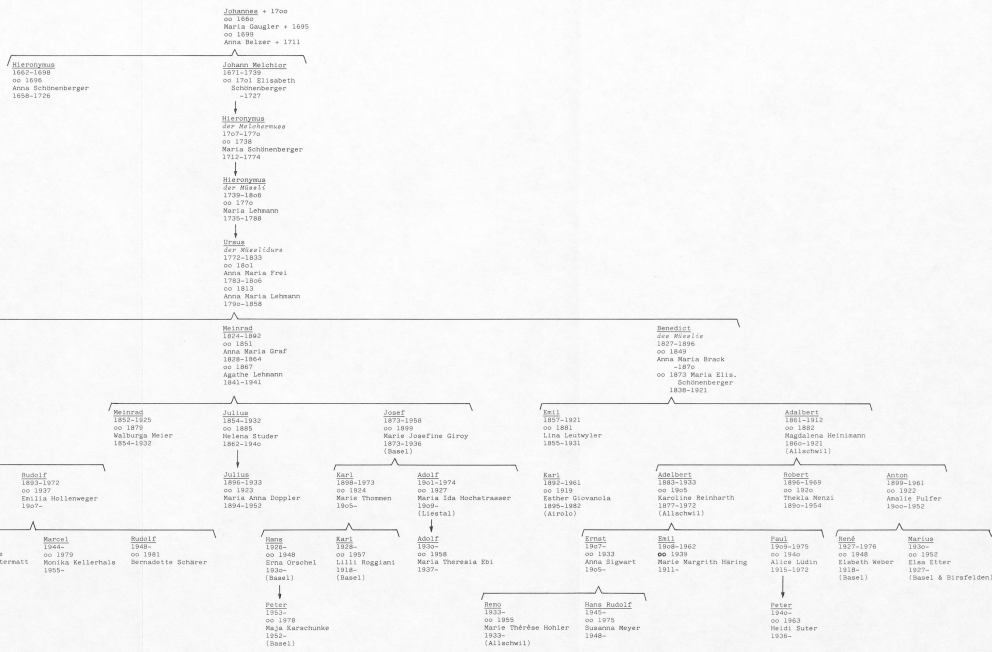 Johannes + 17oo
oo 166o
Maria Gaugler + 1695
oo 1699
Anna Belzer + 1711
Hieronymus
1662-1698
oo 1696
Anna Schönenberger
1658-1726
Johann Melchior
1671-1739
oo 17o1 Elisabeth
Schönenberger
-1727
Hieronymus
der Melchermuss
17o7-177o
oo 1738
Maria Schönenberger
1712-1774
Hieronymus
der Müssli
1739-18o8
oo 177o
Maria Lehmann
1735-1788
Ursus
der Müsslidurs
1772-1833
oo 18o1
Anna Maria Frei
1783-18o6
oo 1813
Anna Maria Lehmann
179o-1858
Meinrad
1824-1892
oo 1851
Anna Maria Graf
1828-1864
oo 1867
Agathe Lehmann
1841-1941
Benedict
des Müsslis
1827-1896
oo 1849
Anna Maria Brack
-187o
oo 1873 Maria Elis.
Schönenberger
1838-1921
Meinrad
1852-1925
oo 1879
Walburga Meier
1854-1932
Julius
1854-1932
oo 1885
Helena Studer
1862-194o
Josef
1873-1958
oo 1899
Marie Josefine Giroy
1873-1936
(Basel)
Emil
1857-1921
oo 1881
Lina Leutwyler
1855-1931
Adalbert
1861-1912
oo 1882
Magdalena Heinimann
186o-1921
(Allschwil)
Rudolf
1893-1972
oo 1937
Emilia Hollenweger
19o7-
Julius
1896-1933
oo 1923
Maria Anna Doppler
1894-1952
Karl
1898-1973
oo 1924
Marie Thommen
19o5-
Adolf
19o1-1974
oo 1927
Maria Ida Hochstrasser
19o9-
(Liestal)
Karl
1892-1961
oo 1919
Esther Giovanola
1895-1982
(Airolo)
Adelbert
1883-1933
oo 19o5
Karoline Reinharth
1877-1972
(Allschwil)
Robert
1896-1969
oo 192o
Thekla Menzi
189o-1954
Anton
1899-1961
oo 1922
Amalie Pulfer
19oo-1952
s
termatt
Marcel
1944-
oo 1979
Monika Kellerhals
1955-
Rudolf
1948-
oo 1981
Bernadette Schärer
Hans
1926-
oo 1948
Erna Orschel
193o-
(Basel)
Karl
1928-
oo 1957
Lilli Roggiani
1918-
(Basel)
Adolf
193o-
oo 1958
Maria Theresia Ebi
1937-
Ernst
19o7-
oo 1933
Anna Sigwart
19o5-
Emil
19o8-1962
oo 1939
Marie Margrith Häring
1911-
Paul
19o9-1975
oo 194o
Alice Lüdin
1915-1972
René
1927-1976
oo 1948
Elsbeth Weber
1918-
(Basel)
Marius
193o-
oo 1952
Elsa Etter
1927-
(Basel & Birsfelden)
Peter
1953-
oo 1978
Maja Karachunke
1952-
(Basel)
Remo
1933-
oo 1955
Marie Thérèse Hohler
1933-
(Allschwil)
Hans Rudolf
1945-
oo 1975
Susanna Meyer
1948-
Peter
194o-
oo 1963
Heidi Suter
1936-